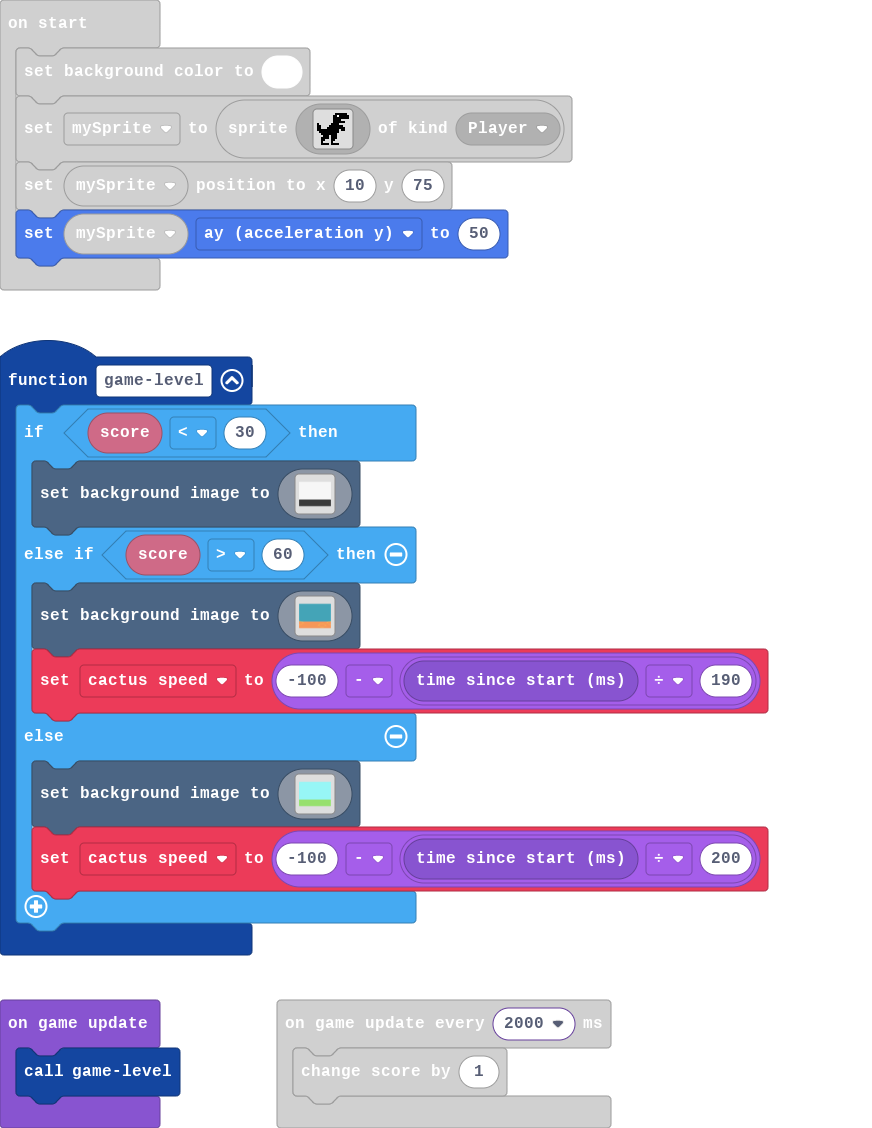 on start
set background color to
set mySprite to sprite of kind Player
set mySprite position to x 10 y 75
set mySprite ay (acceleration y) to 50
function game-level
if score < 30 then
set background image to
else if score > 60 then
set background image to
set cactus speed to -100 - time since start (ms) ÷ 190
else
set background image to
set cactus speed to -100 - time since start (ms) ÷ 200
on game update
call game-level
on game update every 2000 ms
change score by 1